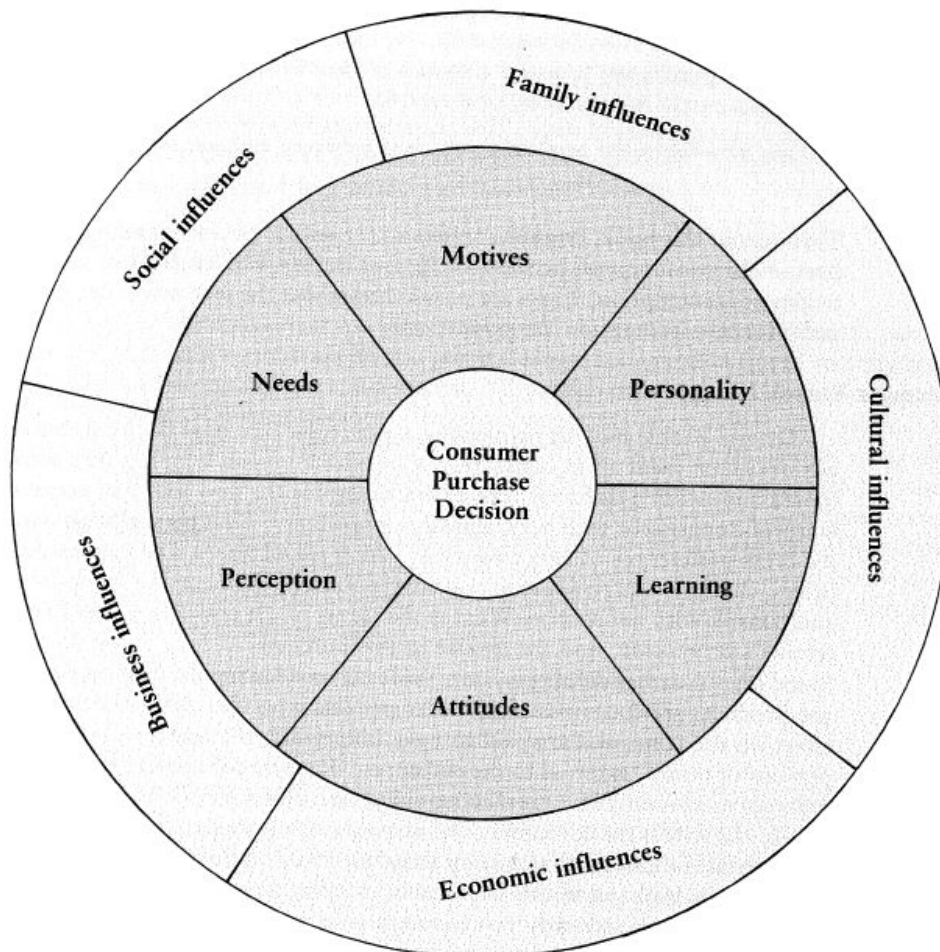 Family influences
Social influences
Motives
Needs
Personality
Cultural influences
Consumer
Purchase
Decision
Business influences
Perception
Learning
Attitudes
Economic influences